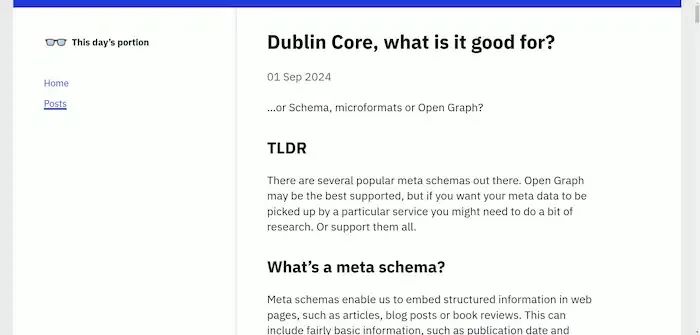 This day's portion
Home
Posts
Dublin Core, what is it good for?
01 Sep 2024
...or Schema, microformats or Open Graph?
TLDR
There are several popular meta schemas out there. Open Graph
may be the best supported, but if you want your meta data to be
picked up by a particular service you might need to do a bit of
research. Or support them all.
What's a meta schema?
Meta schemas enable us to embed structured information in web
pages, such as articles, blog posts or book reviews. This can
include fairly basic information, such as publication date and